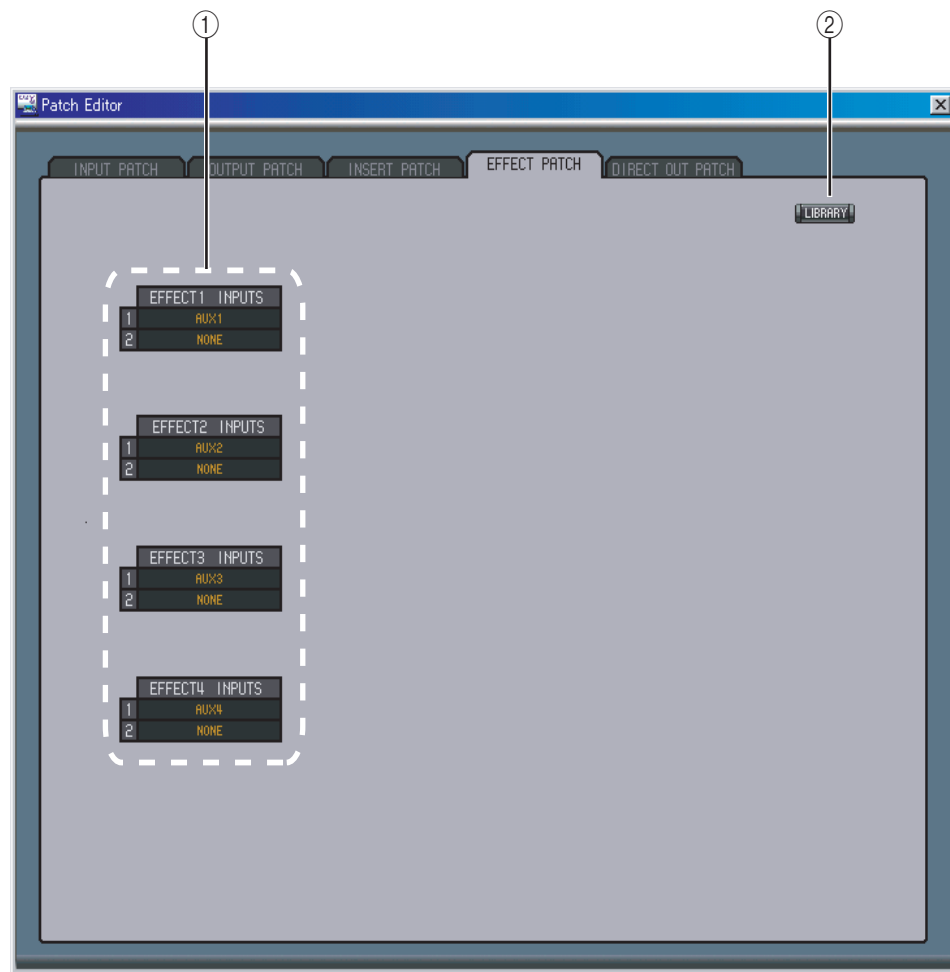 ① ②
Patch Editor
INPUT PATCH OUTPUT PATCH INSERT PATCH EFFECT PATCH DIRECT OUT PATCH
LIBRARY
EFFECT1 INPUTS
1 AUX1
2 NONE
EFFECT2 INPUTS
1 AUX2
2 NONE
EFFECT3 INPUTS
1 AUX3
2 NONE
EFFECT4 INPUTS
1 AUX4
2 NONE